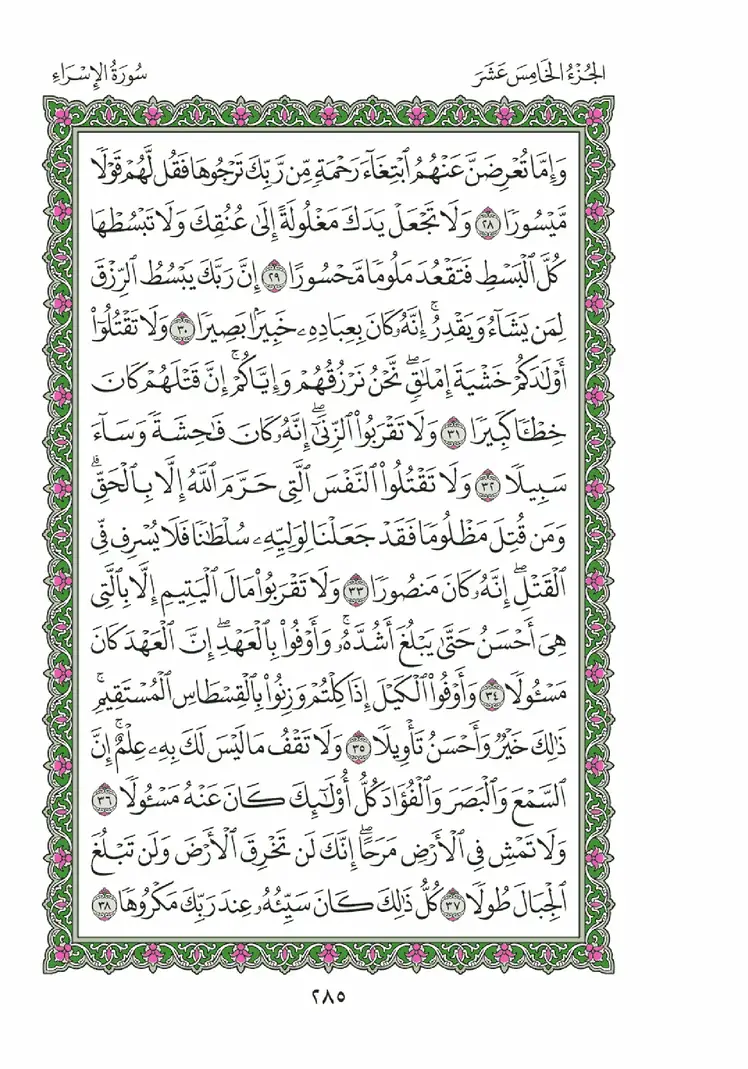 الجُزْءُ الخَامِسَ عَشَرَ
سُورَةُ الإِسْرَاءِ
وَإِمَّا تُعْرِضَنَّ عَنْهُمُ ٱبْتِغَآءَ رَحْمَةٍ مِّن رَّبِّكَ تَرْجُوهَا فَقُل لَّهُمْ قَوْلًا
مَّيْسُورًا ٢٨ وَلَا تَجْعَلْ يَدَكَ مَغْلُولَةً إِلَىٰ عُنُقِكَ وَلَا تَبْسُطْهَا
كُلَّ ٱلْبَسْطِ فَتَقْعُدَ مَلُومًا مَّحْسُورًا ٢٩ إِنَّ رَبَّكَ يَبْسُطُ ٱلرِّزْقَ
لِمَن يَشَآءُ وَيَقْدِرُ ۚ إِنَّهُۥ كَانَ بِعِبَادِهِۦ خَبِيرًۢا بَصِيرًا ٣٠ وَلَا تَقْتُلُوٓا۟
أَوْلَٰدَكُمْ خَشْيَةَ إِمْلَٰقٍ ۖ نَّحْنُ نَرْزُقُهُمْ وَإِيَّاكُمْ ۚ إِنَّ قَتْلَهُمْ كَانَ
خِطْـًٔا كَبِيرًا ٣١ وَلَا تَقْرَبُوا۟ ٱلزِّنَىٰٓ ۖ إِنَّهُۥ كَانَ فَٰحِشَةً وَسَآءَ
سَبِيلًا ٣٢ وَلَا تَقْتُلُوا۟ ٱلنَّفْسَ ٱلَّتِى حَرَّمَ ٱللَّهُ إِلَّا بِٱلْحَقِّ ۗ
وَمَن قُتِلَ مَظْلُومًا فَقَدْ جَعَلْنَا لِوَلِيِّهِۦ سُلْطَٰنًا فَلَا يُسْرِف فِّى
ٱلْقَتْلِ ۖ إِنَّهُۥ كَانَ مَنصُورًا ٣٣ وَلَا تَقْرَبُوا۟ مَالَ ٱلْيَتِيمِ إِلَّا بِٱلَّتِى
هِىَ أَحْسَنُ حَتَّىٰ يَبْلُغَ أَشُدَّهُۥ ۚ وَأَوْفُوا۟ بِٱلْعَهْدِ ۖ إِنَّ ٱلْعَهْدَ كَانَ
مَسْـُٔولًا ٣٤ وَأَوْفُوا۟ ٱلْكَيْلَ إِذَا كِلْتُمْ وَزِنُوا۟ بِٱلْقِسْطَاسِ ٱلْمُسْتَقِيمِ ۚ
ذَٰلِكَ خَيْرٌ وَأَحْسَنُ تَأْوِيلًا ٣٥ وَلَا تَقْفُ مَا لَيْسَ لَكَ بِهِۦ عِلْمٌ ۚ إِنَّ
ٱلسَّمْعَ وَٱلْبَصَرَ وَٱلْفُؤَادَ كُلُّ أُو۟لَٰٓئِكَ كَانَ عَنْهُ مَسْـُٔولًا ٣٦
وَلَا تَمْشِ فِى ٱلْأَرْضِ مَرَحًا ۖ إِنَّكَ لَن تَخْرِقَ ٱلْأَرْضَ وَلَن تَبْلُغَ
ٱلْجِبَالَ طُولًا ٣٧ كُلُّ ذَٰلِكَ كَانَ سَيِّئُهُۥ عِندَ رَبِّكَ مَكْرُوهًا ٣٨
٢٨٥